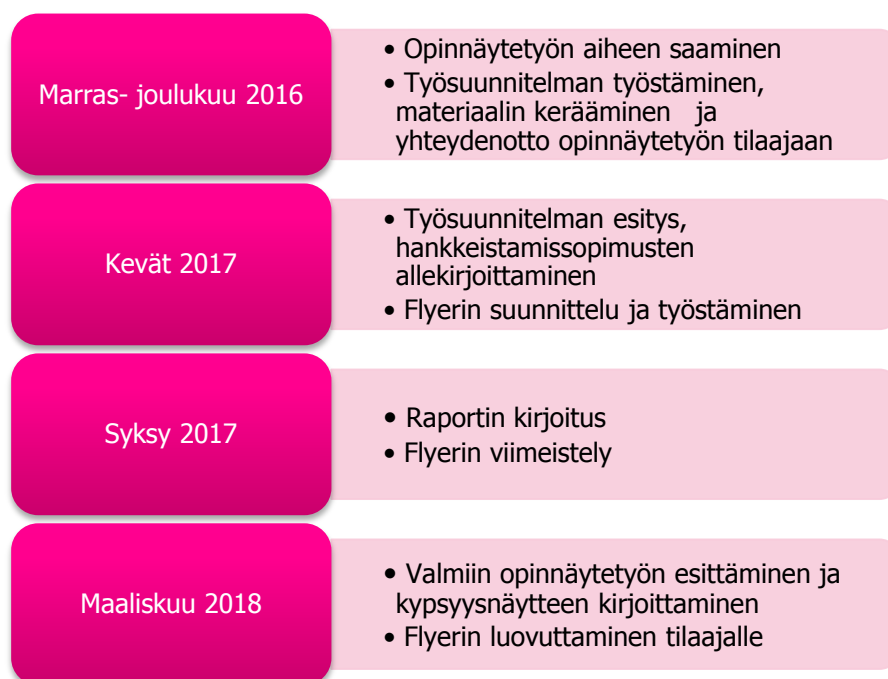 Marras- joulukuu 2016
• Opinnäytetyön aiheen saaminen
• Työsuunnitelman työstäminen,
materiaalin kerääminen ja
yhteydenotto opinnäytetyön tilaajaan
Kevät 2017
• Työsuunnitelman esitys,
hankkeistamissopimusten
allekirjoittaminen
• Flyerin suunnittelu ja työstäminen
Syksy 2017
• Raportin kirjoitus
• Flyerin viimeistely
Maaliskuu 2018
• Valmiin opinnäytetyön esittäminen ja
kypsyysnäytteen kirjoittaminen
• Flyerin luovuttaminen tilaajalle